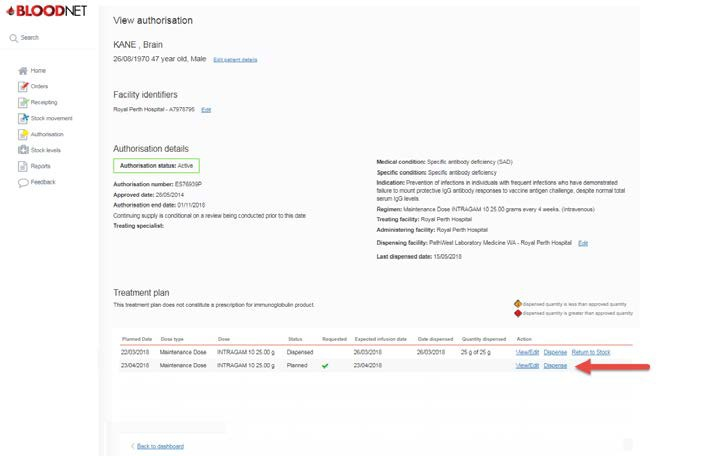 BLOODNET
Search
Home
Orders
Receipting
Stock movement
Authorisation
Stock levels
Reports
Feedback
View authorisation
KANE , Brain
26/08/1970 47 year old, Male Edit patient details
Facility identifiers
Royal Perth Hospital - A7975795 Edit
Authorisation details
Authorisation status: Active
Authorisation number: ES76939P
Approved date: 26/05/2014
Authorisation end date: 01/11/2018
Continuing supply is conditional on a review being conducted prior to this date
Treating specialist:
Medical condition: Specific antibody deficiency (SAD)
Specific condition: Specific antibody deficiency
Indication: Prevention of infections in individuals with frequent infections who have demonstrated
failure to mount protective IgG antibody responses to vaccine antigen challenge, despite normal total
serum IgG levels
Regimen: Maintenance Dose INTRAGAM 10 25.00 grams every 4 weeks. (Intravenous)
Treating facility: Royal Perth Hospital
Administering facility: Royal Perth Hospital
Dispensing facility: PathWest Laboratory Medicine WA - Royal Perth Hospital Edit
Last dispensed date: 15/05/2018
Treatment plan
This treatment plan does not constitute a prescription for immunoglobulin product.
dispensed quantity is less than approved quantity
dispensed quantity is greater than approved quantity
Planned Date Dose type Dose Status Requested Expected infusion date Date dispensed Quantity dispensed Action
22/03/2018 Maintenance Dose INTRAGAM 10 25.00 g Dispensed 26/03/2018 26/03/2018 25 g of 25 g View/Edit Dispense Return to Stock
23/04/2018 Maintenance Dose INTRAGAM 10 25.00 g Planned 23/04/2018 View/Edit Dispense
Back to dashboard